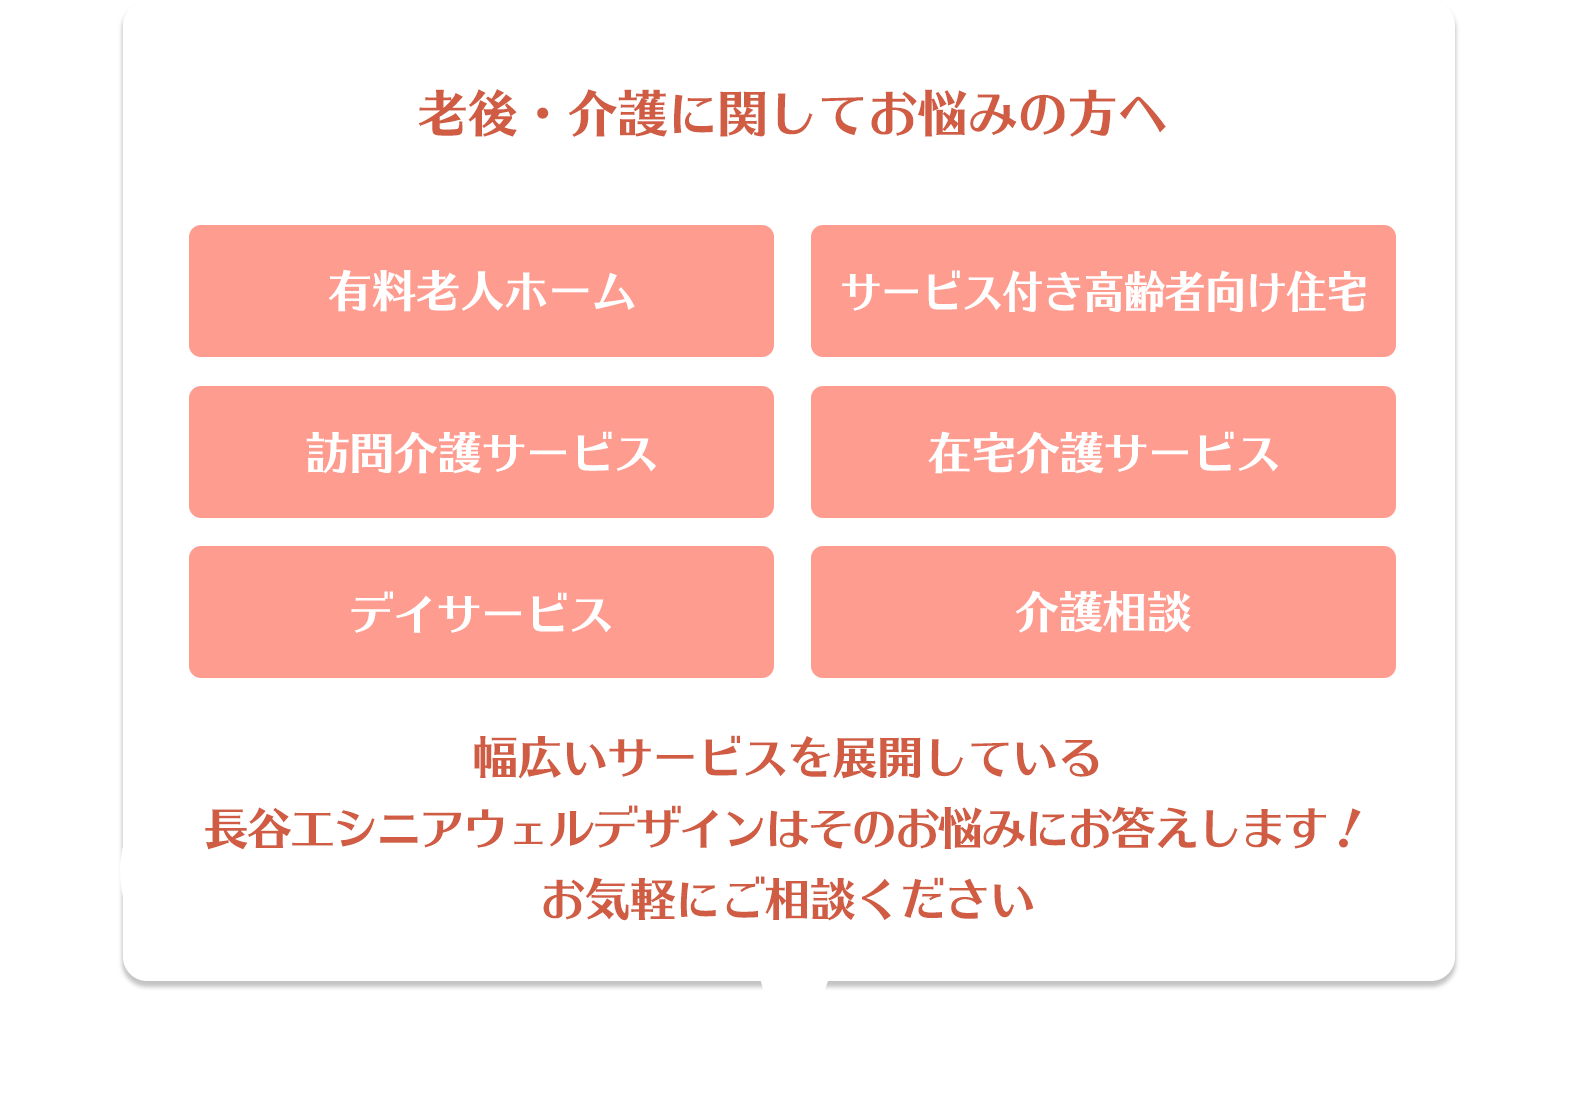 老後・介護に関してお悩みの方へ
有料老人ホーム
サービス付き高齢者向け住宅
訪問介護サービス
在宅介護サービス
デイサービス
介護相談
幅広いサービスを展開している
長谷工シニアウェルデザインはそのお悩みにお答えします！
お気軽にご相談ください